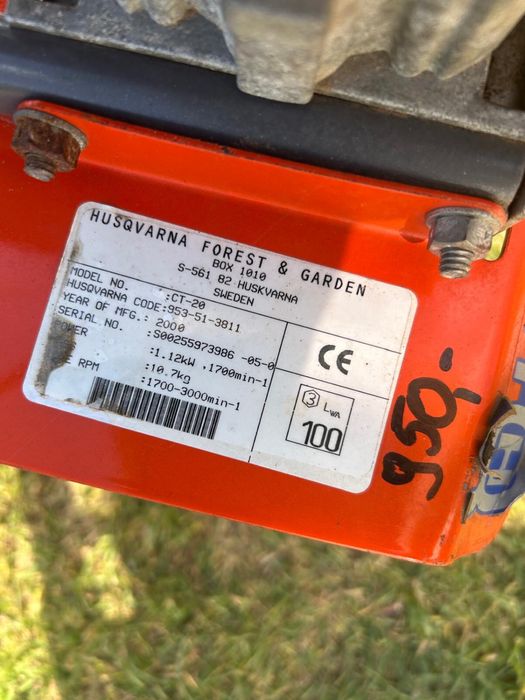 HUSQVARNA FOREST & GARDEN
BOX 1010
S-561 82 HUSKVARNA
SWEDEN
MODEL NO. :CT-20
HUSQVARNA CODE:953-51-3811
YEAR OF MFG.: 2000
SERIAL NO. :S00255973986 -05-0
POWER :1.12kW ,1700min-1
:10.7kg
RPM :1700-3000min-1
CE
3 LWA
100
950,-